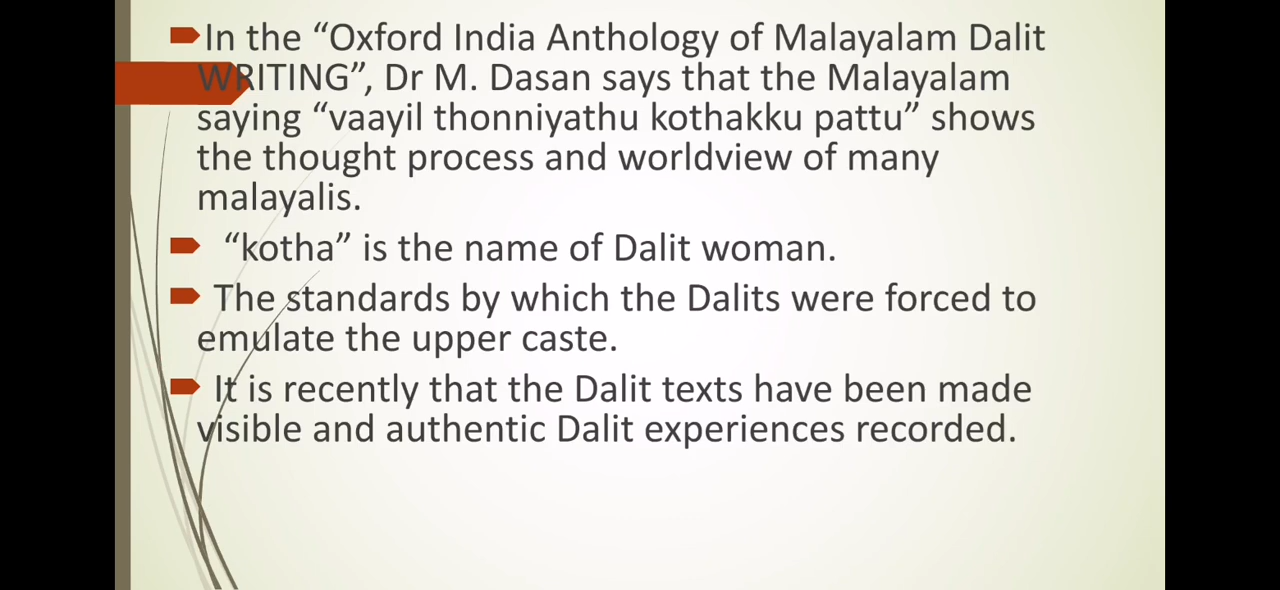 In the “Oxford India Anthology of Malayalam Dalit
WRITING”, Dr M. Dasan says that the Malayalam
saying “vaayil thonniyathu kothakku pattu” shows
the thought process and worldview of many
malayalis.
“kotha” is the name of Dalit woman.
The standards by which the Dalits were forced to
emulate the upper caste.
It is recently that the Dalit texts have been made
visible and authentic Dalit experiences recorded.